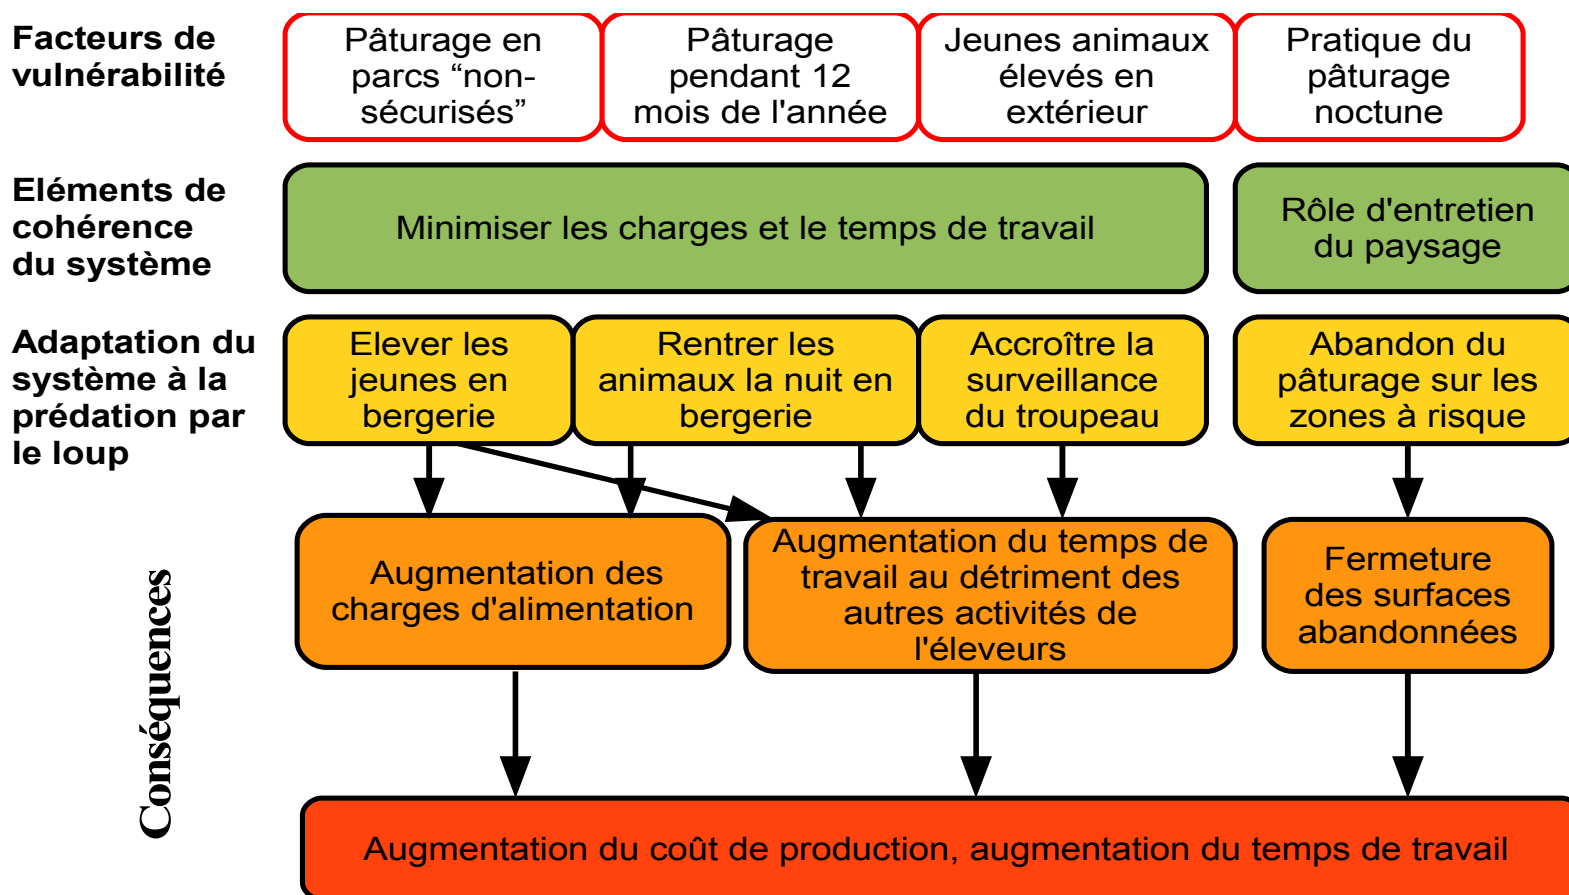 Facteurs de
vulnérabilité
Pâturage en
parcs “non-
sécurisés”
Pâturage
pendant 12
mois de l'année
Jeunes animaux
élevés en
extérieur
Pratique du
pâturage
noctune
Eléments de
cohérence
du système
Minimiser les charges et le temps de travail
Rôle d'entretien
du paysage
Adaptation du
système à la
prédation par
le loup
Elever les
jeunes en
bergerie
Rentrer les
animaux la nuit en
bergerie
Accroître la
surveillance
du troupeau
Abandon du
pâturage sur les
zones à risque
Conséquences
Augmentation des
charges d'alimentation
Augmentation du temps de
travail au détriment des
autres activités de
l'éleveurs
Fermeture
des surfaces
abandonnées
Augmentation du coût de production, augmentation du temps de travail